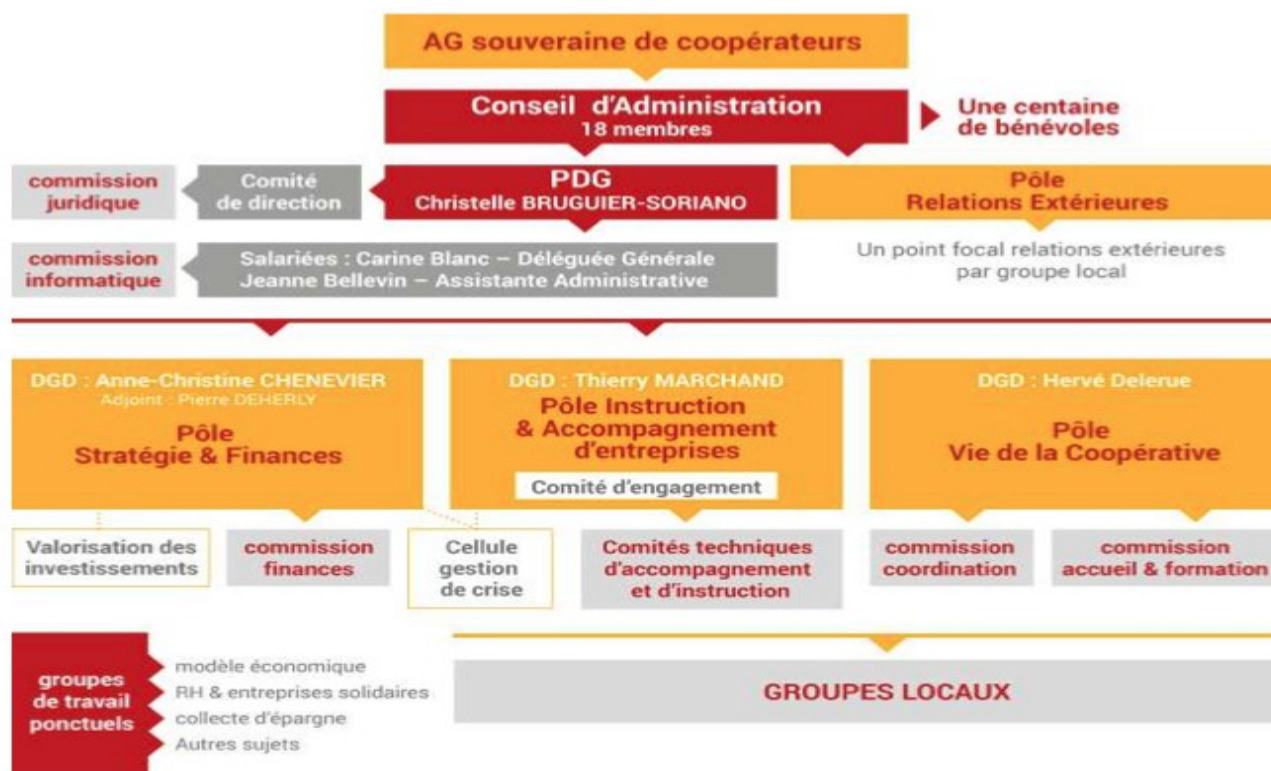 AG souveraine de coopérateurs
Conseil d'Administration
18 membres
Une centaine
de bénévoles
commission
juridique
Comité
de direction
PDG
Christelle BRUGUIER-SORIANO
Pôle
Relations Extérieures
commission
informatique
Salariées : Carine Blanc – Déléguée Générale
Jeanne Bellevin – Assistante Administrative
Un point focal relations extérieures
par groupe local
DGD : Anne-Christine CHENEVIER
Adjoint : Pierre DEHERLY
Pôle
Stratégie & Finances
DGD : Thierry MARCHAND
Pôle Instruction
& Accompagnement
d'entreprises
Comité d'engagement
DGD : Hervé Delerue
Pôle
Vie de la Coopérative
Valorisation des
investissements
commission
finances
Cellule
gestion
de crise
Comités techniques
d'accompagnement
et d'instruction
commission
coordination
commission
accueil & formation
groupes
de travail
ponctuels
modèle économique
RH & entreprises solidaires
collecte d'épargne
Autres sujets
GROUPES LOCAUX